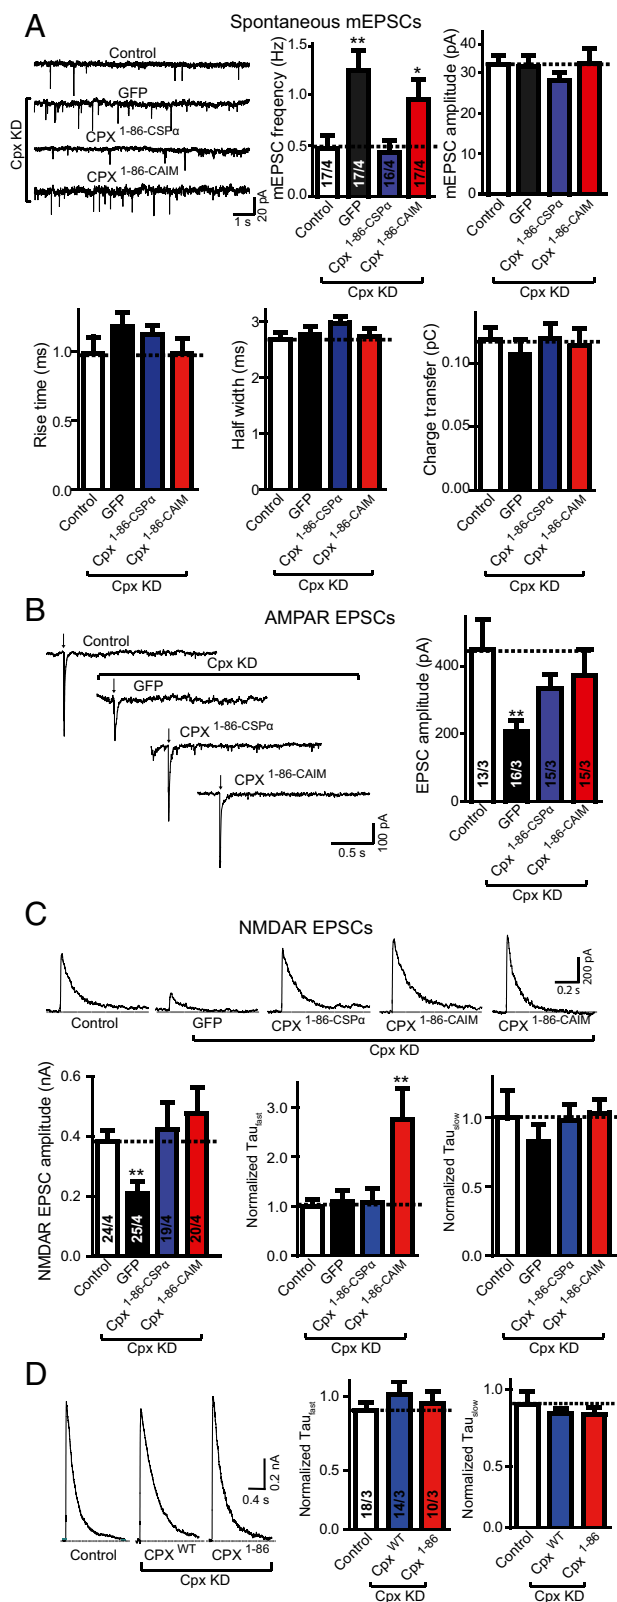 A
Spontaneous mEPSCs
Control
GFP
CPX 1-86-CSPα
CPX 1-86-CAIM
Cpx KD
1 s
20 pA
mEPSC freqency (Hz)
1.5
1.0
0.5
0.0
**
*
17/4
17/4
16/4
17/4
Control
GFP
Cpx 1-86-CSPα
Cpx 1-86-CAIM
Cpx KD
mEPSC amplitude (pA)
40
30
20
10
0
Control
GFP
Cpx 1-86-CSPα
Cpx 1-86-CAIM
Cpx KD
Rise time (ms)
1.0
0.5
0.0
Control
GFP
Cpx 1-86-CSPα
Cpx 1-86-CAIM
Cpx KD
Half width (ms)
3
2
1
0
Control
GFP
Cpx 1-86-CSPα
Cpx 1-86-CAIM
Cpx KD
Charge transfer (pC)
0.10
0.05
0.00
Control
GFP
Cpx 1-86-CSPα
Cpx 1-86-CAIM
Cpx KD
B
AMPAR EPSCs
Control
Cpx KD
GFP
CPX 1-86-CSPα
CPX 1-86-CAIM
0.5 s
100 pA
EPSC amplitude (pA)
400
200
0
**
13/3
16/3
15/3
15/3
Control
GFP
Cpx 1-86-CSPα
Cpx 1-86-CAIM
Cpx KD
C
NMDAR EPSCs
0.2 s
200 pA
Control
GFP
CPX 1-86-CSPα
CPX 1-86-CAIM
CPX 1-86-CAIM
Cpx KD
NMDAR EPSC amplitude (nA)
0.6
0.4
0.2
0.0
**
24/4
25/4
19/4
20/4
Control
GFP
Cpx 1-86-CSPα
Cpx 1-86-CAIM
Cpx KD
Normalized Tau fast
3.0
2.0
1.0
0.0
**
Control
GFP
Cpx 1-86-CSPα
Cpx 1-86-CAIM
Cpx KD
Normalized Tau slow
1.0
0.5
0.0
Control
GFP
Cpx 1-86-CSPα
Cpx 1-86-CAIM
Cpx KD
D
0.4 s
0.2 nA
Control
CPX WT
CPX 1-86
Cpx KD
Normalized Tau fast
1.0
0.5
0.0
18/3
14/3
10/3
Control
Cpx WT
Cpx 1-86
Cpx KD
Normalized Tau slow
1.0
0.5
0.0
Control
Cpx WT
Cpx 1-86
Cpx KD